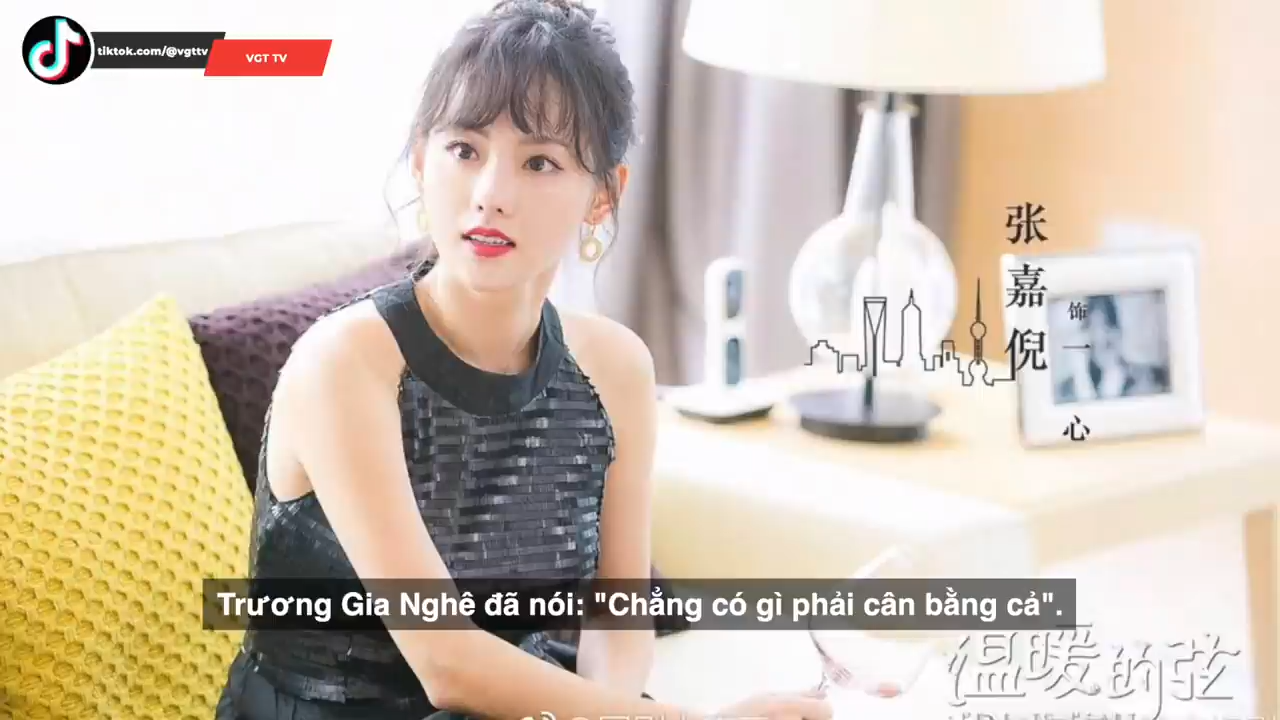 tiktok.com/@vgttv
VGT TV
张嘉倪
饰一心
Trương Gia Nghê đã nói: "Chẳng có gì phải cân bằng cả".
温暖的弦